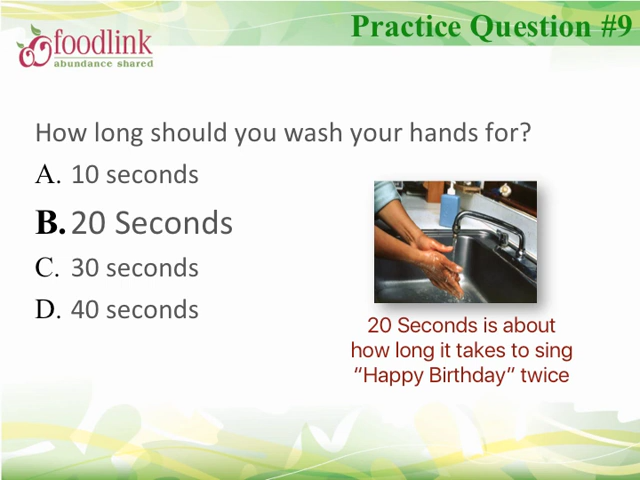 Practice Question #9
foodlink
abundance shared
How long should you wash your hands for?
A. 10 seconds
B. 20 Seconds
C. 30 seconds
D. 40 seconds
20 Seconds is about
how long it takes to sing
“Happy Birthday” twice